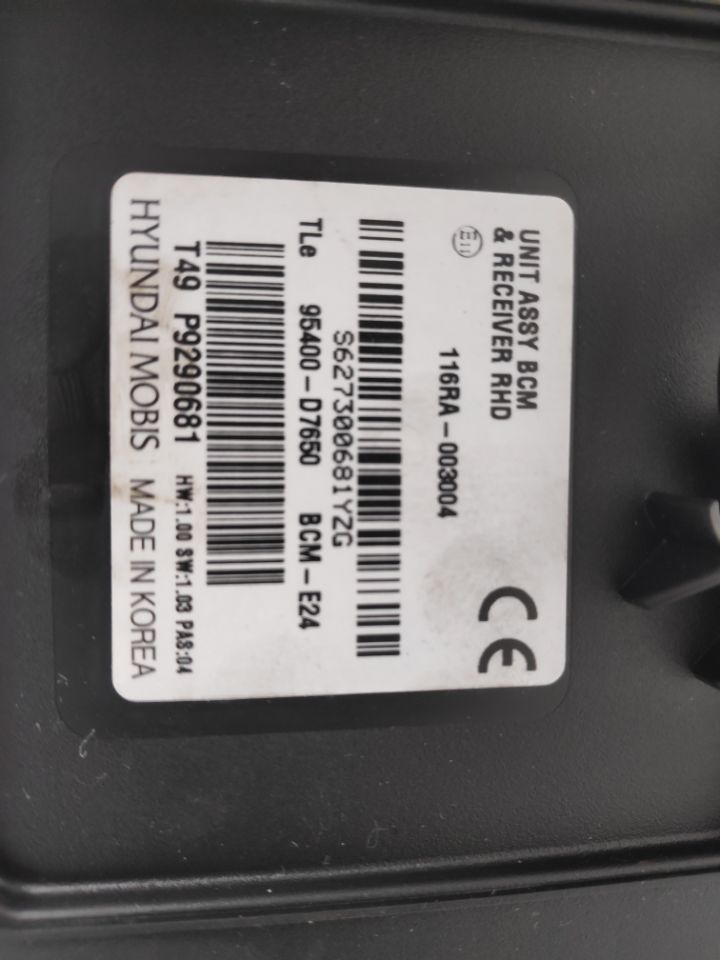 UNIT ASSY BCM
& RECEIVER RHD
CE
E11
116RA-003004
S627300681YZG
TLe 95400-D7650 BCM-E24
T49 P9290681 HW:1.00 SW:1.03 PAS:04
HYUNDAI MOBIS MADE IN KOREA